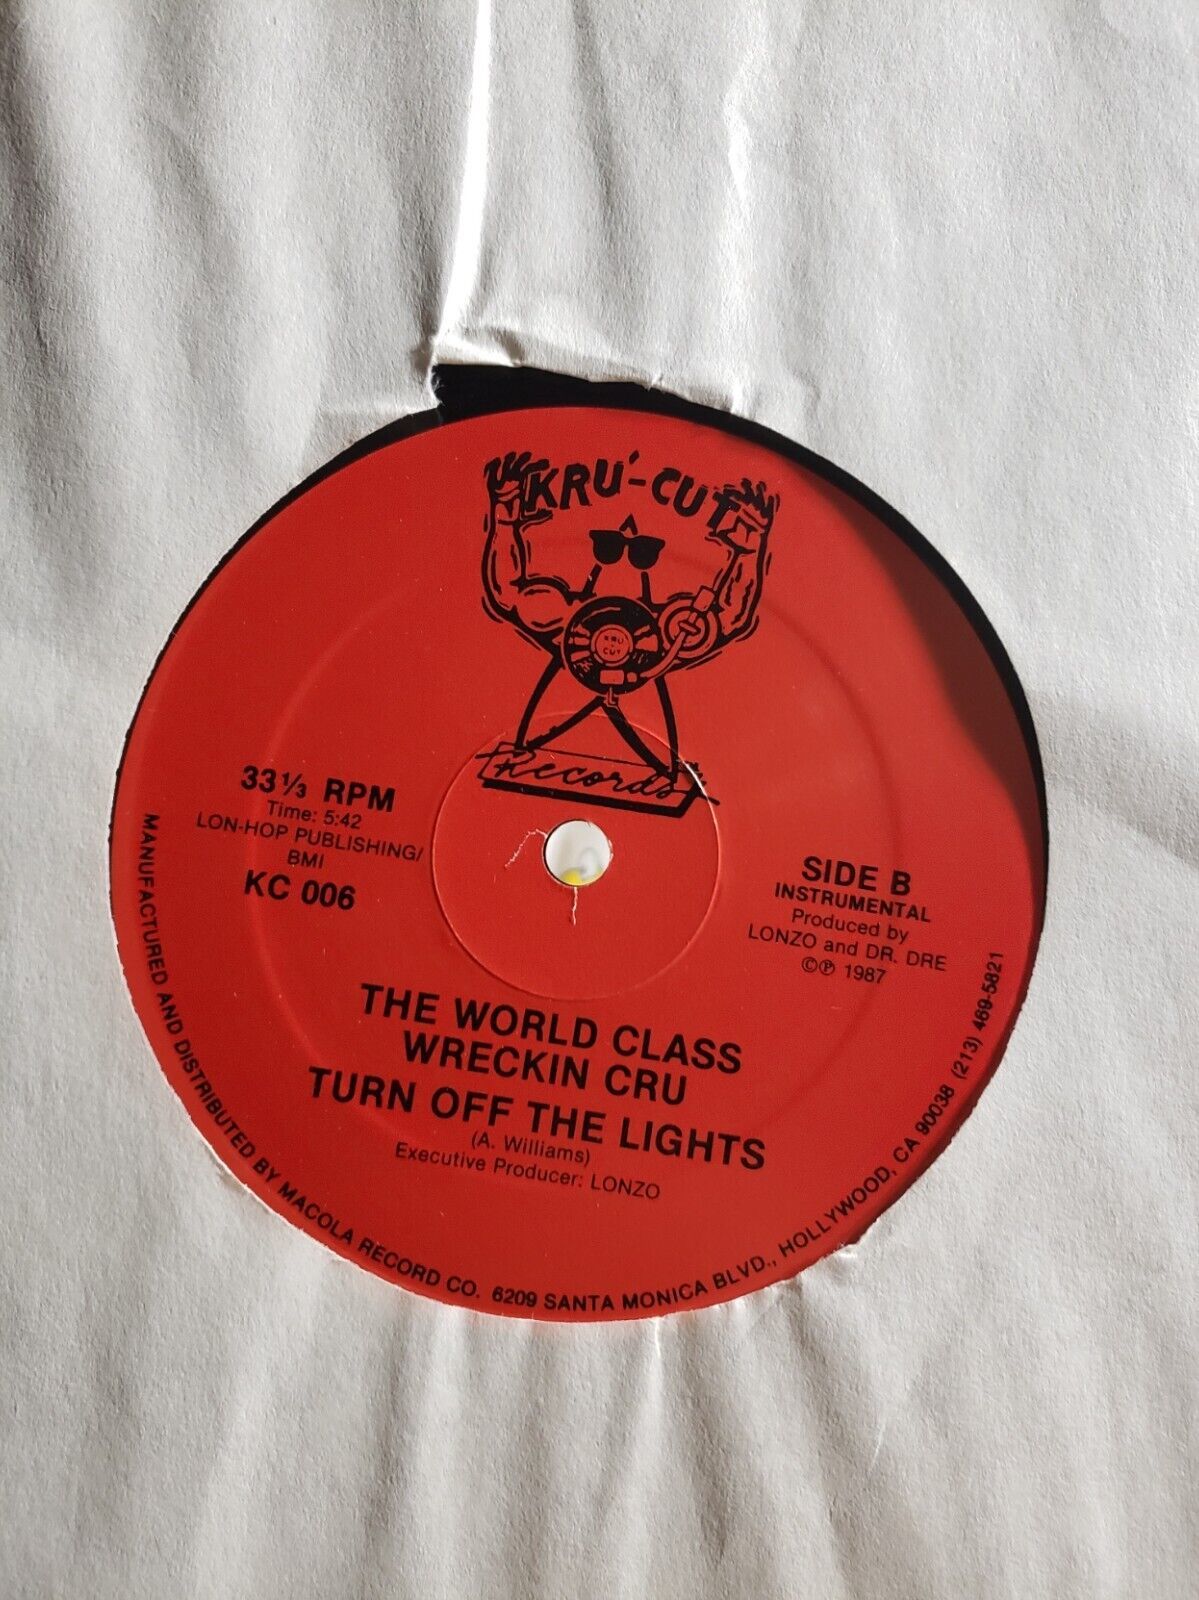 KRU'-CUT
KRU
CUT
Records
33⅓ RPM
Time: 5:42
LON-HOP PUBLISHING/
BMI
KC 006
SIDE B
INSTRUMENTAL
Produced by
LONZO and DR. DRE
©℗ 1987
THE WORLD CLASS
WRECKIN CRU
TURN OFF THE LIGHTS
(A. Williams)
Executive Producer: LONZO
MANUFACTURED AND DISTRIBUTED BY MACOLA RECORD CO. 6209 SANTA MONICA BLVD., HOLLYWOOD, CA 90038 (213) 469-5821